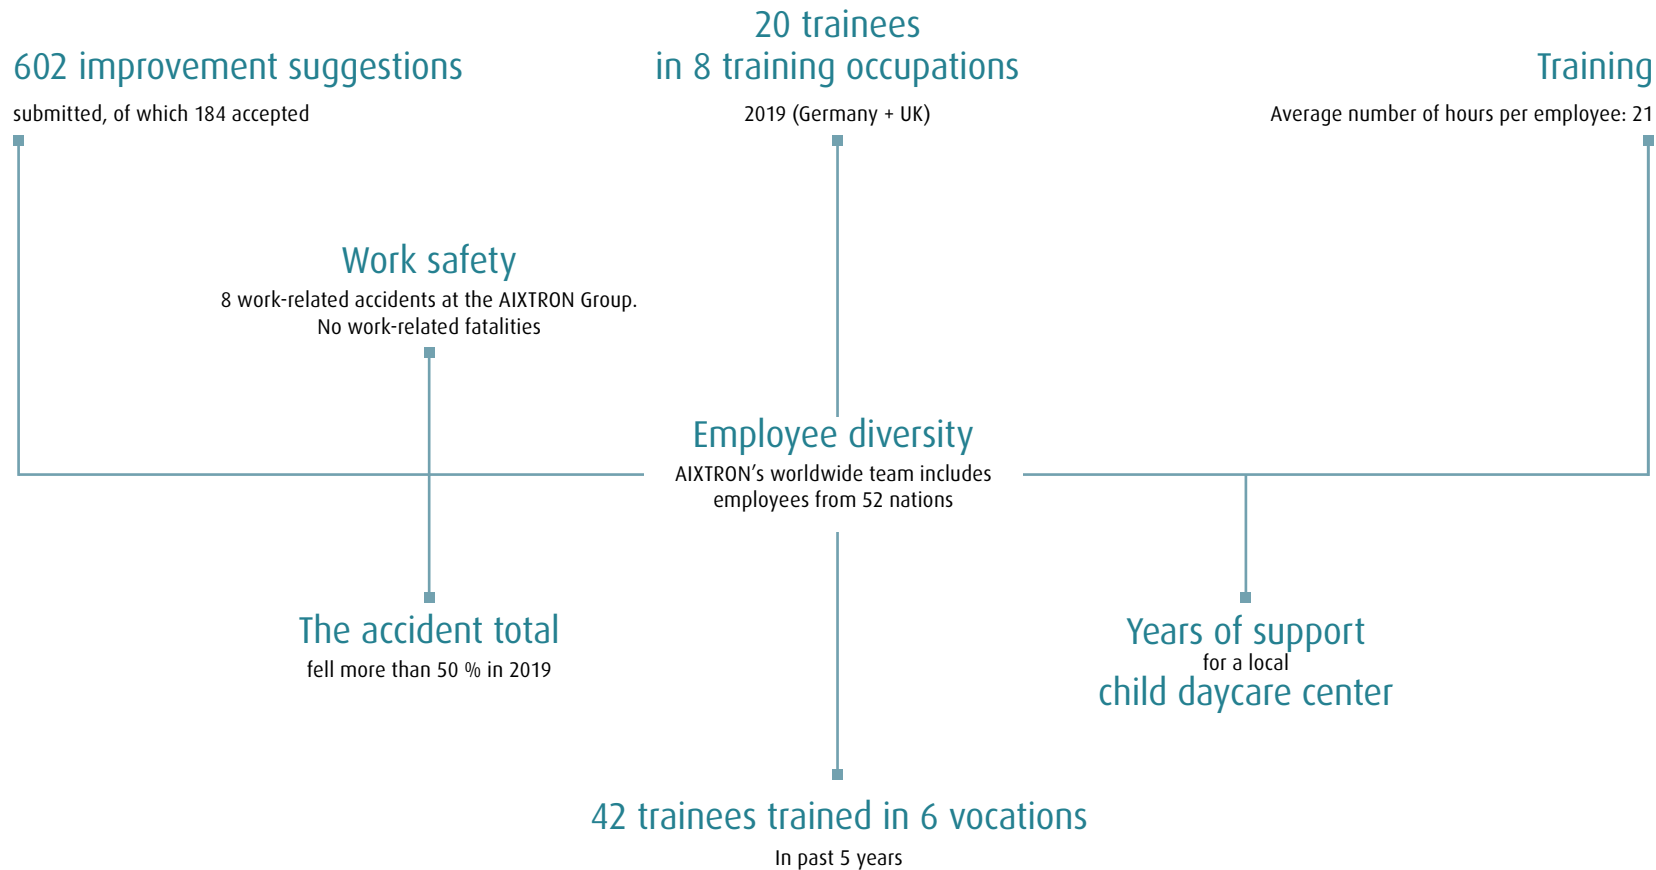 602 improvement suggestions
submitted, of which 184 accepted
20 trainees
in 8 training occupations
2019 (Germany + UK)
Training
Average number of hours per employee: 21
Work safety
8 work-related accidents at the AIXTRON Group.
No work-related fatalities
Employee diversity
AIXTRON’s worldwide team includes
employees from 52 nations
The accident total
fell more than 50 % in 2019
Years of support
for a local
child daycare center
42 trainees trained in 6 vocations
In past 5 years